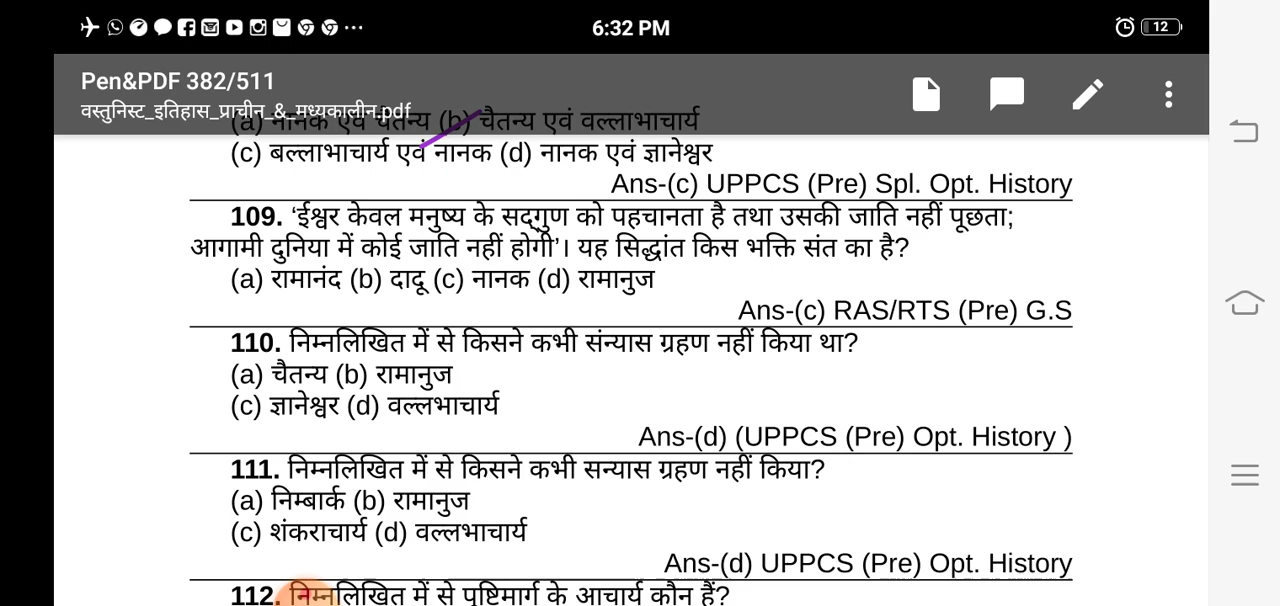 6:32 PM
12
Pen&PDF 382/511
वस्तुनिस्ट_इतिहास_प्राचीन_&_मध्यकालीन.pdf
(a) नानक एवं चैतन्य (b) चैतन्य एवं वल्लाभाचार्य
(c) बल्लाभाचार्य एवं नानक (d) नानक एवं ज्ञानेश्वर
Ans-(c) UPPCS (Pre) Spl. Opt. History
109. 'ईश्वर केवल मनुष्य के सद्गुण को पहचानता है तथा उसकी जाति नहीं पूछता;
आगामी दुनिया में कोई जाति नहीं होगी'। यह सिद्धांत किस भक्ति संत का है?
(a) रामानंद (b) दादू (c) नानक (d) रामानुज
Ans-(c) RAS/RTS (Pre) G.S
110. निम्नलिखित में से किसने कभी संन्यास ग्रहण नहीं किया था?
(a) चैतन्य (b) रामानुज
(c) ज्ञानेश्वर (d) वल्लभाचार्य
Ans-(d) (UPPCS (Pre) Opt. History )
111. निम्नलिखित में से किसने कभी सन्यास ग्रहण नहीं किया?
(a) निम्बार्क (b) रामानुज
(c) शंकराचार्य (d) वल्लभाचार्य
Ans-(d) UPPCS (Pre) Opt. History
112. निम्नलिखित में से पुष्टिमार्ग के आचार्य कौन हैं?